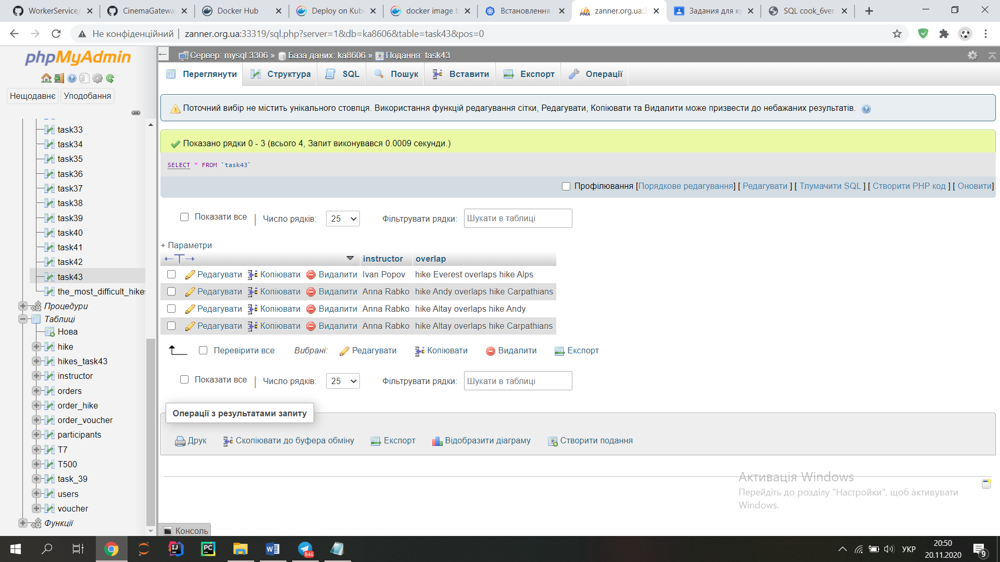 WorkerService/
CinemaGatewa
Docker Hub
Deploy on Kub
docker image b
Встановлення
zanner.org.ua:3
Задания для ку
SQL cook_6ver
Не конфіденційний | zanner.org.ua:33319/sql.php?server=1&db=ka8606&table=task43&pos=0
phpMyAdmin
Нещодавнє Уподобання
task33
task34
task35
task36
task37
task38
task39
task40
task41
task42
task43
the_most_difficult_hikes
Процедури
Таблиці
Нова
hike
hikes_task43
instructor
orders
order_hike
order_voucher
participants
T7
T500
task_39
users
voucher
Функції
Сервер: mysql:3306 » База даних: ka8606 » Подання: task43
Переглянути Структура SQL Пошук Вставити Експорт Операції
Поточний вибір не містить унікального стовпця. Використання функцій редагування сітки, Редагувати, Копіювати та Видалити може призвести до небажаних результатів.
Показано рядки 0 - 3 (всього 4, Запит виконувався 0.0009 секунди.)
SELECT * FROM `task43`
Профілювання [Порядкове редагування] [ Редагувати ] [ Тлумачити SQL ] [ Створити PHP код ] [ Оновити]
Показати все | Число рядків: 25 Фільтрувати рядки: Шукати в таблиці
+ Параметри
←T→ instructor overlap
Редагувати Копіювати Видалити Ivan Popov hike Everest overlaps hike Alps
Редагувати Копіювати Видалити Anna Rabko hike Andy overlaps hike Carpathians
Редагувати Копіювати Видалити Anna Rabko hike Altay overlaps hike Andy
Редагувати Копіювати Видалити Anna Rabko hike Altay overlaps hike Carpathians
Перевірити все Вибрані: Редагувати Копіювати Видалити Експорт
Показати все | Число рядків: 25 Фільтрувати рядки: Шукати в таблиці
Операції з результатами запиту
Друк Скопіювати до буфера обміну Експорт Відобразити діаграму Створити подання
Активація Windows
Перейдіть до розділу "Настройки", щоб активувати
Windows.
Консоль
846
УКР
20:50
20.11.2020
9